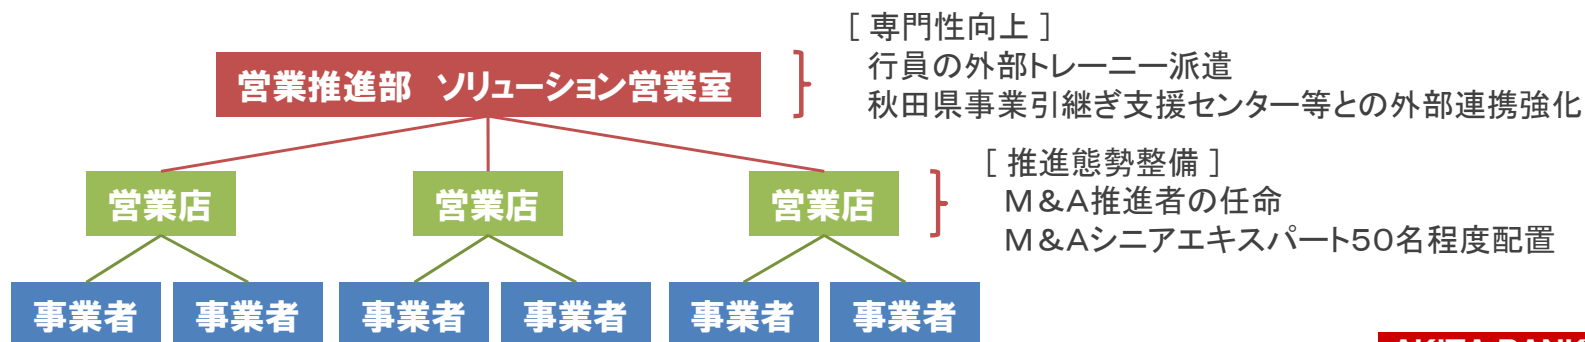 [ 専門性向上 ]
営業推進部 ソリューション営業室
行員の外部トレーニー派遣
秋田県事業引継ぎ支援センター等との外部連携強化
[ 推進態勢整備 ]
営業店 営業店 営業店
M&A推進者の任命
M&Aシニアエキスパート50名程度配置
事業者 事業者 事業者 事業者 事業者 事業者
AKITA BANK